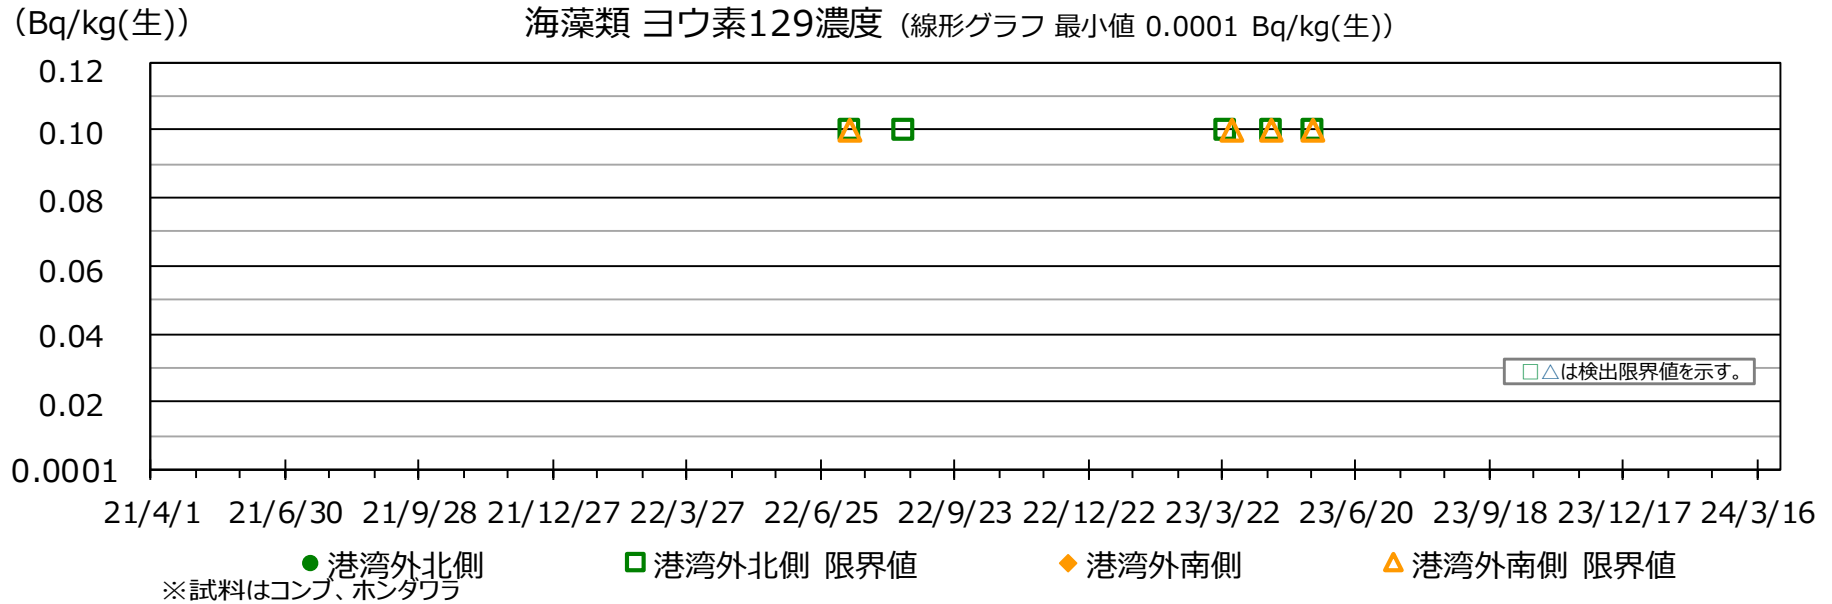 （Bq/kg(生)）
海藻類 ヨウ素129濃度（線形グラフ 最小値 0.0001 Bq/kg(生)）
0.12
0.10
0.08
0.06
0.04
0.02
0.0001
□△は検出限界値を示す。
21/4/1 21/6/30 21/9/28 21/12/27 22/3/27 22/6/25 22/9/23 22/12/22 23/3/22 23/6/20 23/9/18 23/12/17 24/3/16
港湾外北側 港湾外北側 限界値 港湾外南側 港湾外南側 限界値
※試料はコンブ、ホンダワラ